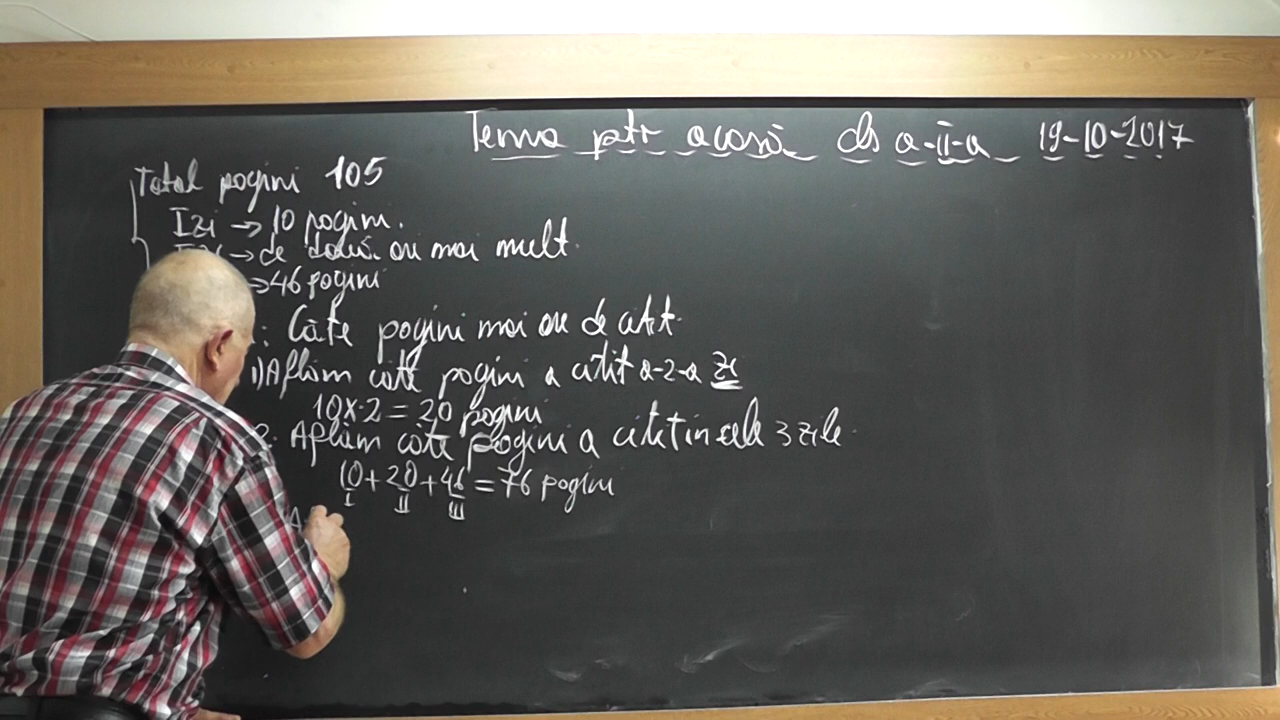 Tema ptr acasă cls a-II-a 19-10-2017
Total pagini 105
I zi → 10 pagini.
→ de două ori mai mult.
→ 46 pagini
: Câte pagini mai are de citit.
1) Aflăm câte pagini a citit a-2-a zi
10 x 2 = 20 pagini
2. Aflăm câte pagini a citit in cele 3 zile.
10 + 20 + 46 = 76 pagini
I II III
A